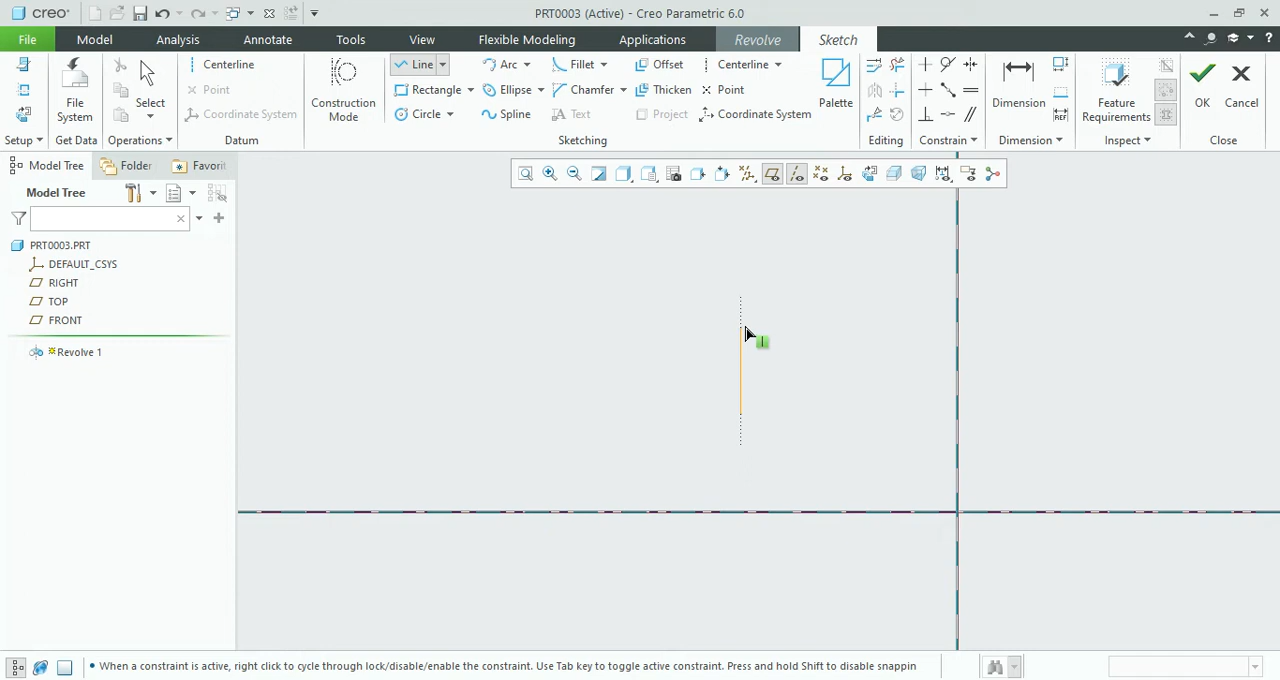 creo
PRT0003 (Active) - Creo Parametric 6.0
File Model Analysis Annotate Tools View Flexible Modeling Applications Revolve Sketch
Line Arc Fillet Offset Centerline
Centerline
Rectangle Ellipse Chamfer Thicken Point
Point
Circle Spline Text Project Coordinate System
Coordinate System
File System
Select
Construction Mode
Palette
Dimension
REF
Feature Requirements
OK
Cancel
Setup Get Data Operations Datum Sketching Editing Constrain Dimension Inspect Close
Model Tree Folder Favorit
Model Tree
PRT0003.PRT
DEFAULT_CSYS
RIGHT
TOP
FRONT
Revolve 1
• When a constraint is active, right click to cycle through lock/disable/enable the constraint. Use Tab key to toggle active constraint. Press and hold Shift to disable snappin